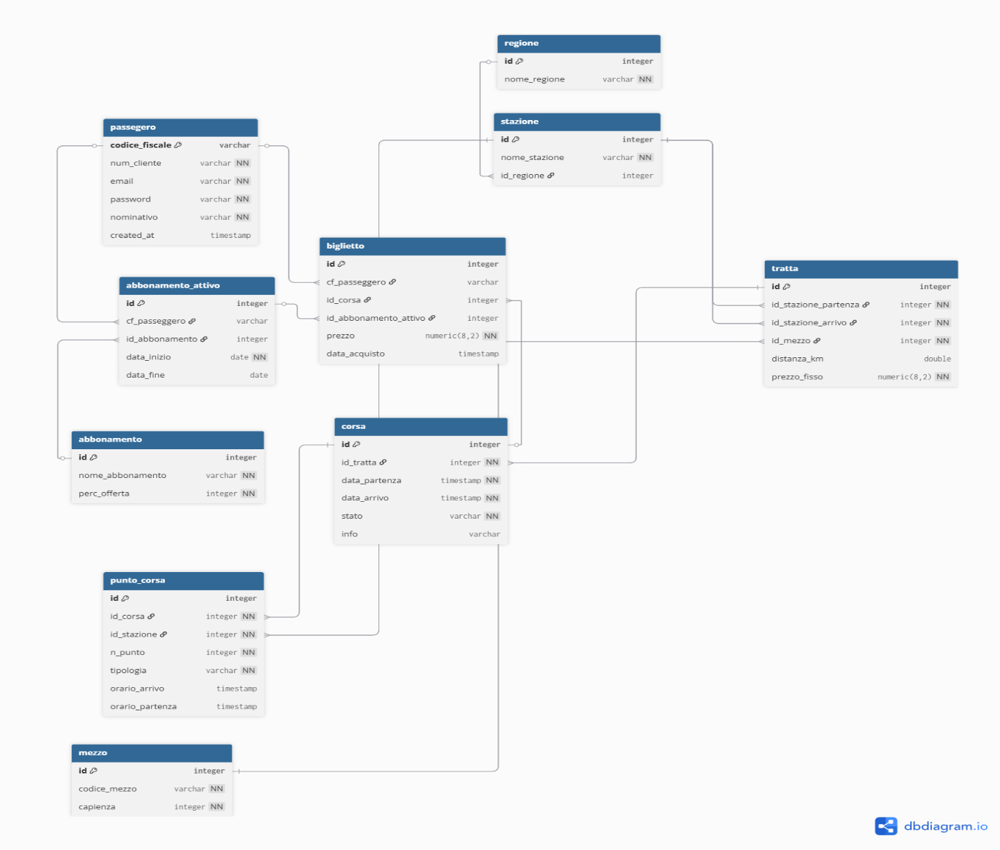 regione
id integer
nome_regione varchar NN
stazione
id integer
nome_stazione varchar NN
id_regione integer
passegero
codice_fiscale varchar
num_cliente varchar NN
email varchar NN
password varchar NN
nominativo varchar NN
created_at timestamp
biglietto
id integer
cf_passeggero varchar
id_corsa integer
id_abbonamento_attivo integer
prezzo numeric(8,2) NN
data_acquisto timestamp
tratta
id integer
id_stazione_partenza integer NN
id_stazione_arrivo integer NN
id_mezzo integer NN
distanza_km double
prezzo_fisso numeric(8,2) NN
abbonamento_attivo
id integer
cf_passeggero varchar
id_abbonamento integer
data_inizio date NN
data_fine date
corsa
id integer
id_tratta integer NN
data_partenza timestamp NN
data_arrivo timestamp NN
stato varchar NN
info varchar
abbonamento
id integer
nome_abbonamento varchar NN
perc_offerta integer NN
punto_corsa
id integer
id_corsa integer NN
id_stazione integer NN
n_punto integer NN
tipologia varchar NN
orario_arrivo timestamp
orario_partenza timestamp
mezzo
id integer
codice_mezzo varchar NN
capienza integer NN
dbdiagram.io